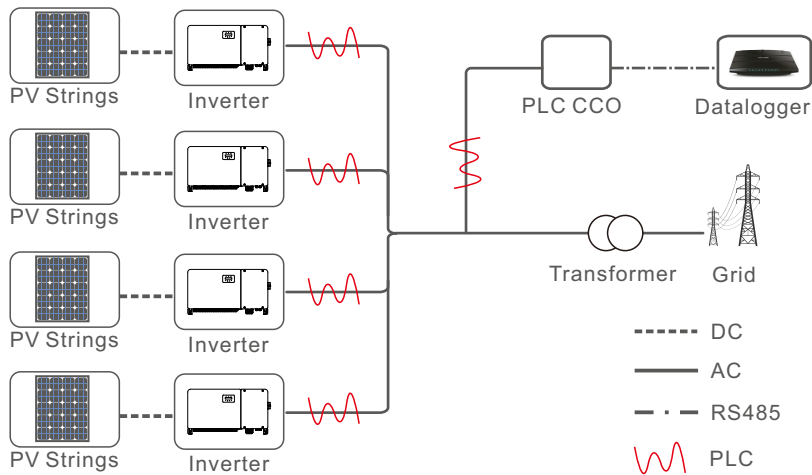 PV Strings
Inverter
PLC CCO
Datalogger
PV Strings
Inverter
Transformer
Grid
PV Strings
Inverter
DC
AC
RS485
PV Strings
Inverter
PLC